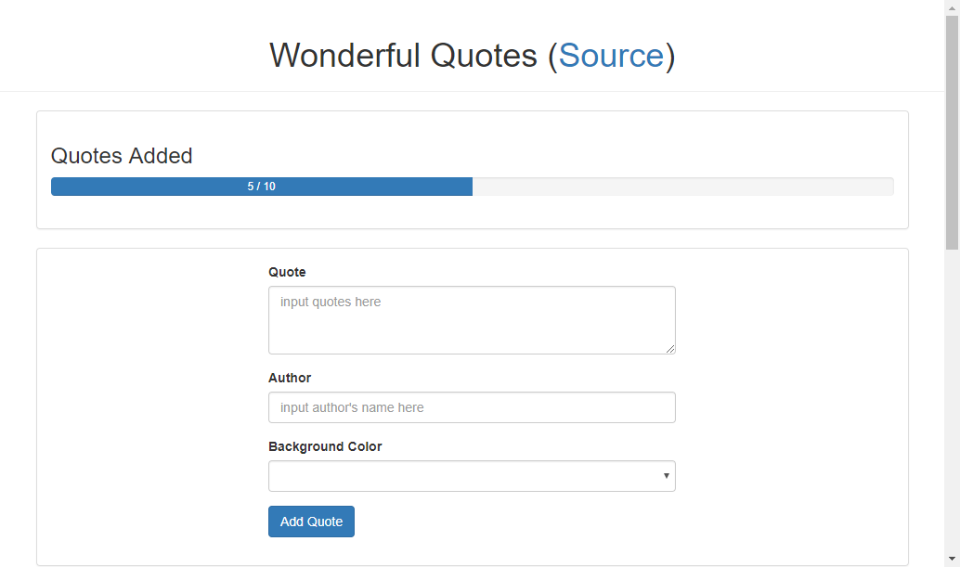 Wonderful Quotes (Source)
Quotes Added
5 / 10
Quote
input quotes here
Author
input author's name here
Background Color
Add Quote